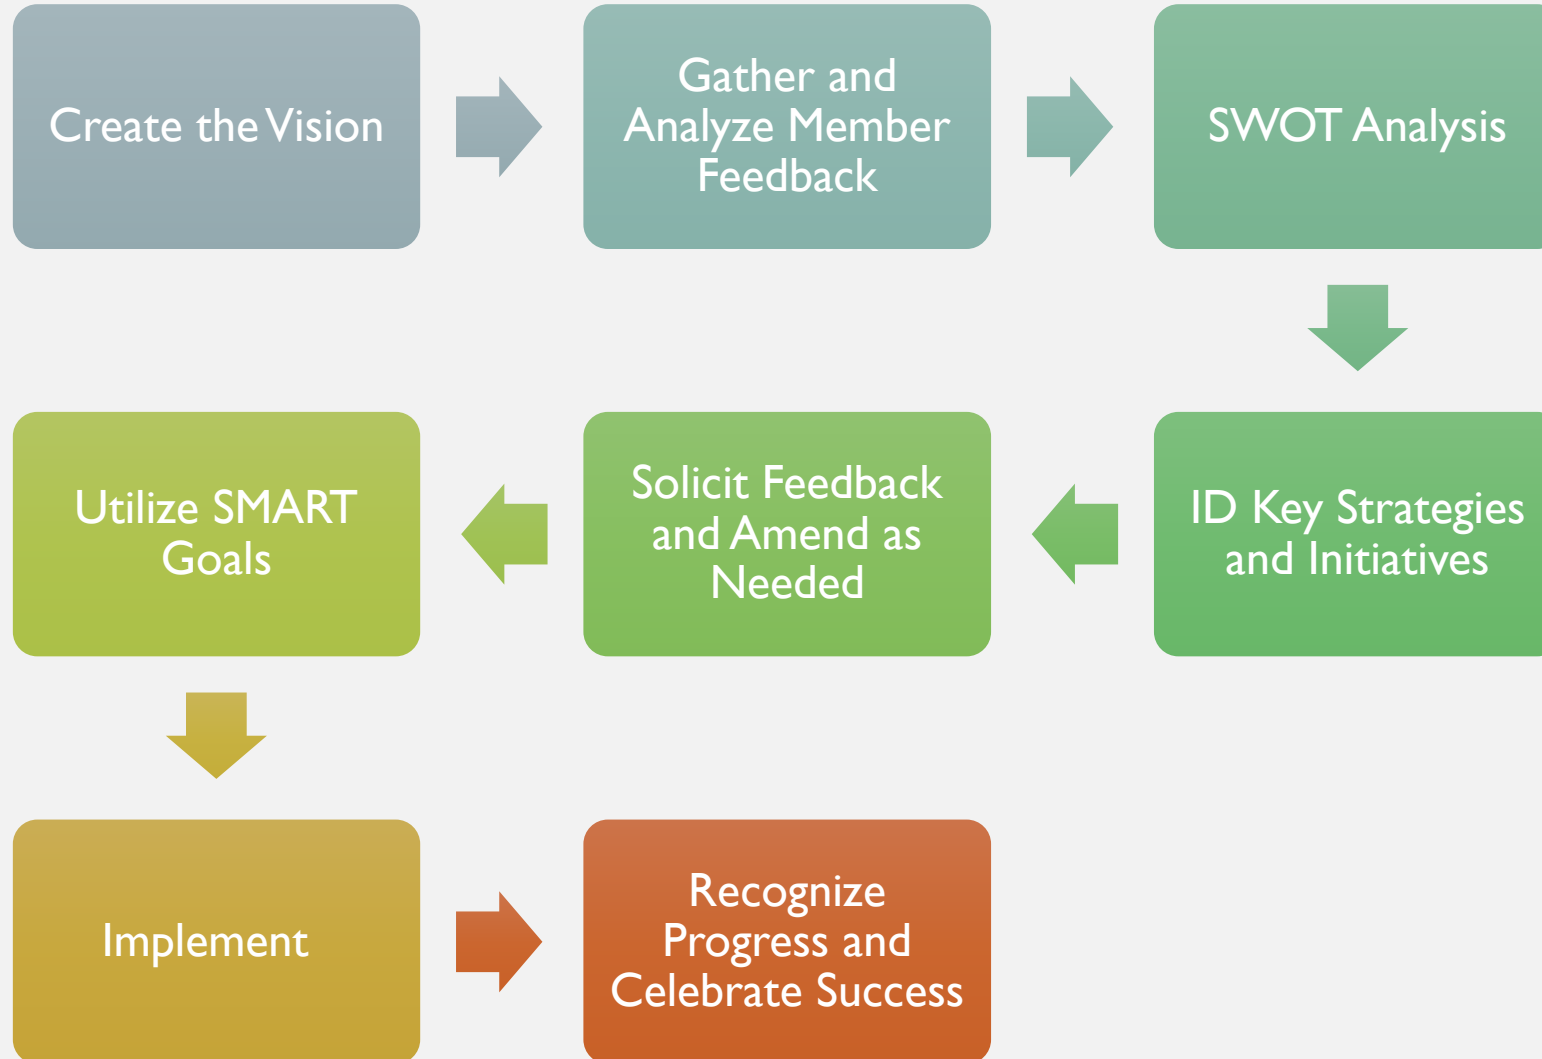 Create the Vision
Gather and
Analyze Member
Feedback
SWOT Analysis
ID Key Strategies
and Initiatives
Solicit Feedback
and Amend as
Needed
Utilize SMART
Goals
Implement
Recognize
Progress and
Celebrate Success